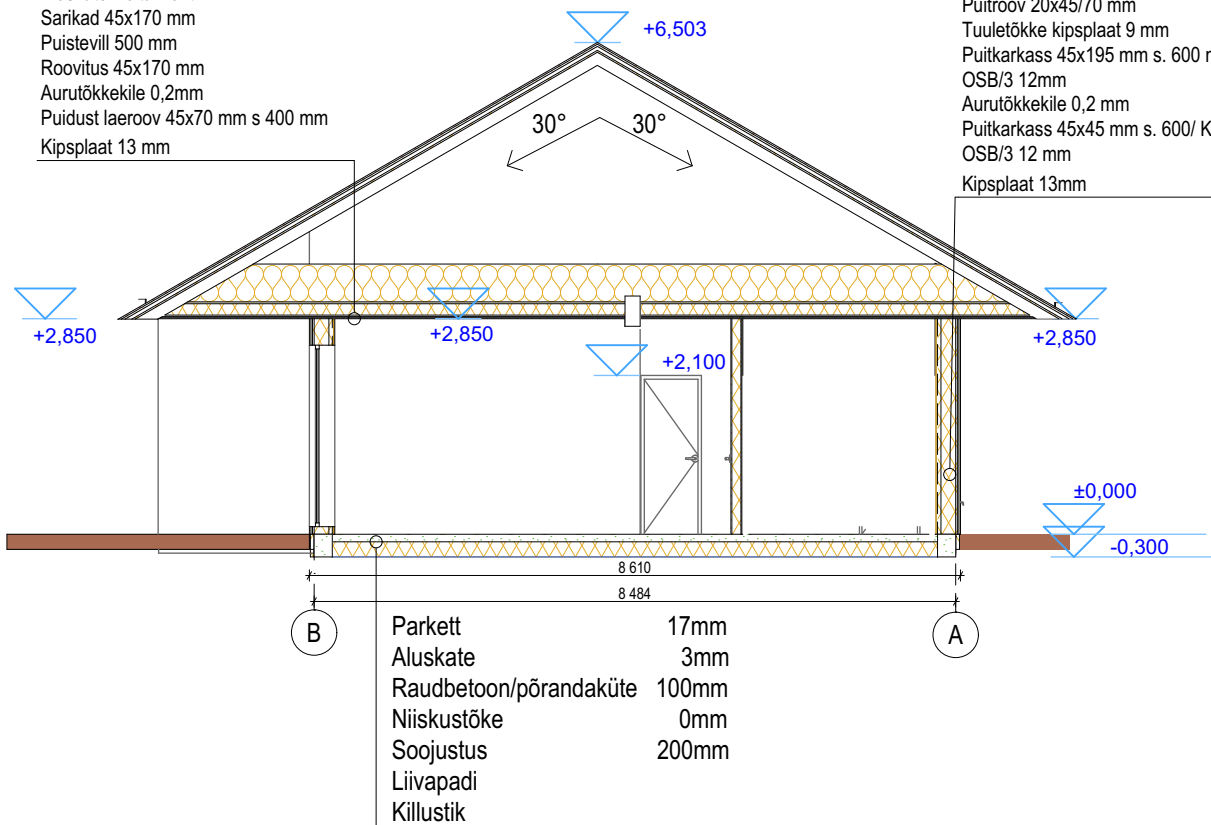 Sarikad 45x170 mm
Puistevill 500 mm
Roovitus 45x170 mm
Aurutõkkekile 0,2mm
Puidust laeroov 45x70 mm s 400 mm
Kipsplaat 13 mm
Puitroov 20x45/70 mm
Tuuletõkke kipsplaat 9 mm
Puitkarkass 45x195 mm s. 600
OSB/3 12mm
Aurutõkkekile 0,2 mm
Puitkarkass 45x45 mm s. 600/ K
OSB/3 12 mm
Kipsplaat 13mm
+6,503
30° 30°
+2,850
+2,850
+2,850
+2,100
±0,000
-0,300
8 610
8 484
B
A
Parkett 17mm
Aluskate 3mm
Raudbetoon/põrandaküte 100mm
Niiskustõke 0mm
Soojustus 200mm
Liivapadi
Killustik